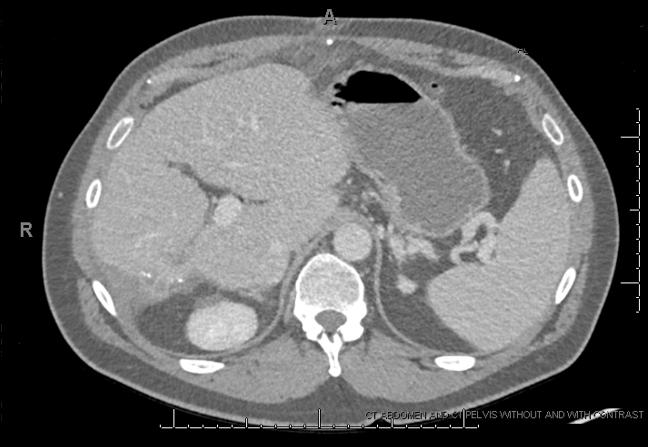 A
R
CT ABDOMEN AND CT PELVIS WITHOUT AND WITH CONTRAST